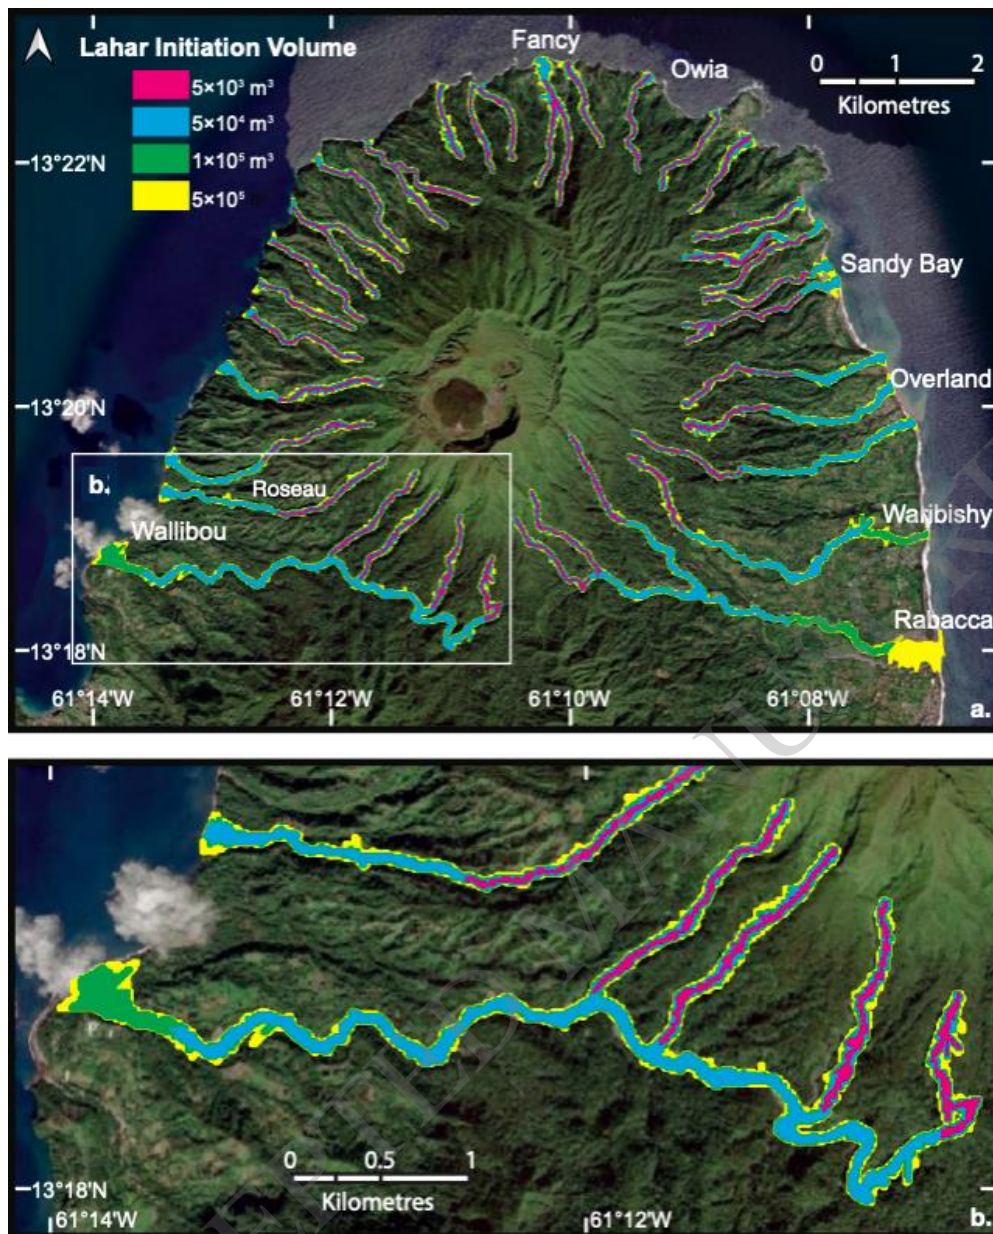 Lahar Initiation Volume
5×10³ m³
5×10⁴ m³
1×10⁵ m³
5×10⁵
Fancy
Owia
0 1 2
Kilometres
13°22'N
Sandy Bay
13°20'N
Overland
b.
Roseau
Wallibou
Waribishy
Rabacca
13°18'N
61°14'W 61°12'W 61°10'W 61°08'W
a.
0 0.5 1
Kilometres
13°18'N
61°14'W 61°12'W
b.